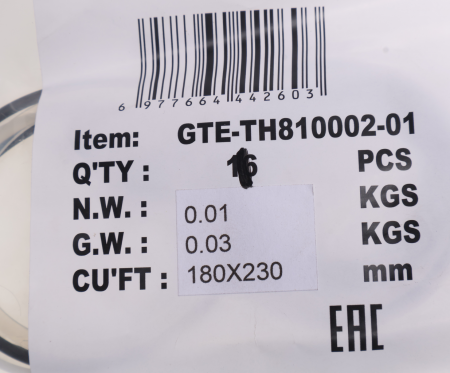 6 977664 442603
Item: GTE-TH810002-01
Q'TY : 1 PCS
N.W. : 0.01 KGS
G.W. : 0.03 KGS
CU'FT : 180X230 mm
EAC